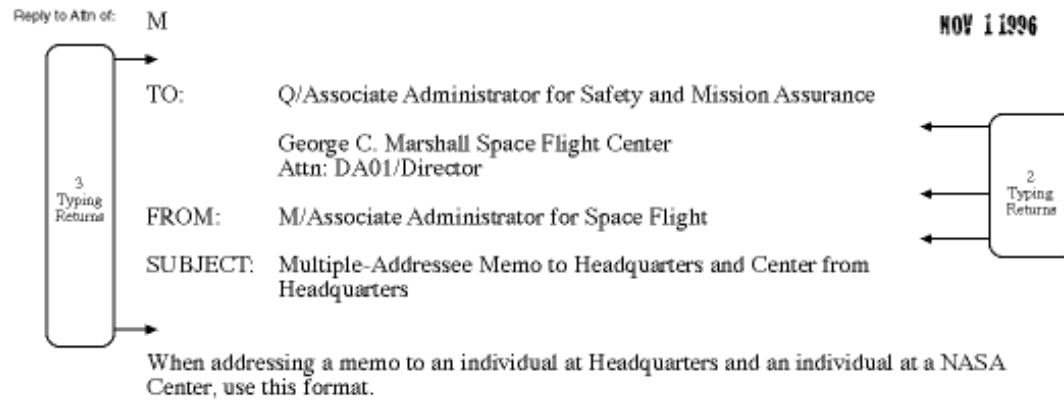 Reply to Attn of: M
NOV 1 1996
3
Typing
Returns
TO: Q/Associate Administrator for Safety and Mission Assurance
George C. Marshall Space Flight Center
Attn: DA01/Director
2
Typing
Returns
FROM: M/Associate Administrator for Space Flight
SUBJECT: Multiple-Addressee Memo to Headquarters and Center from
Headquarters
When addressing a memo to an individual at Headquarters and an individual at a NASA
Center, use this format.